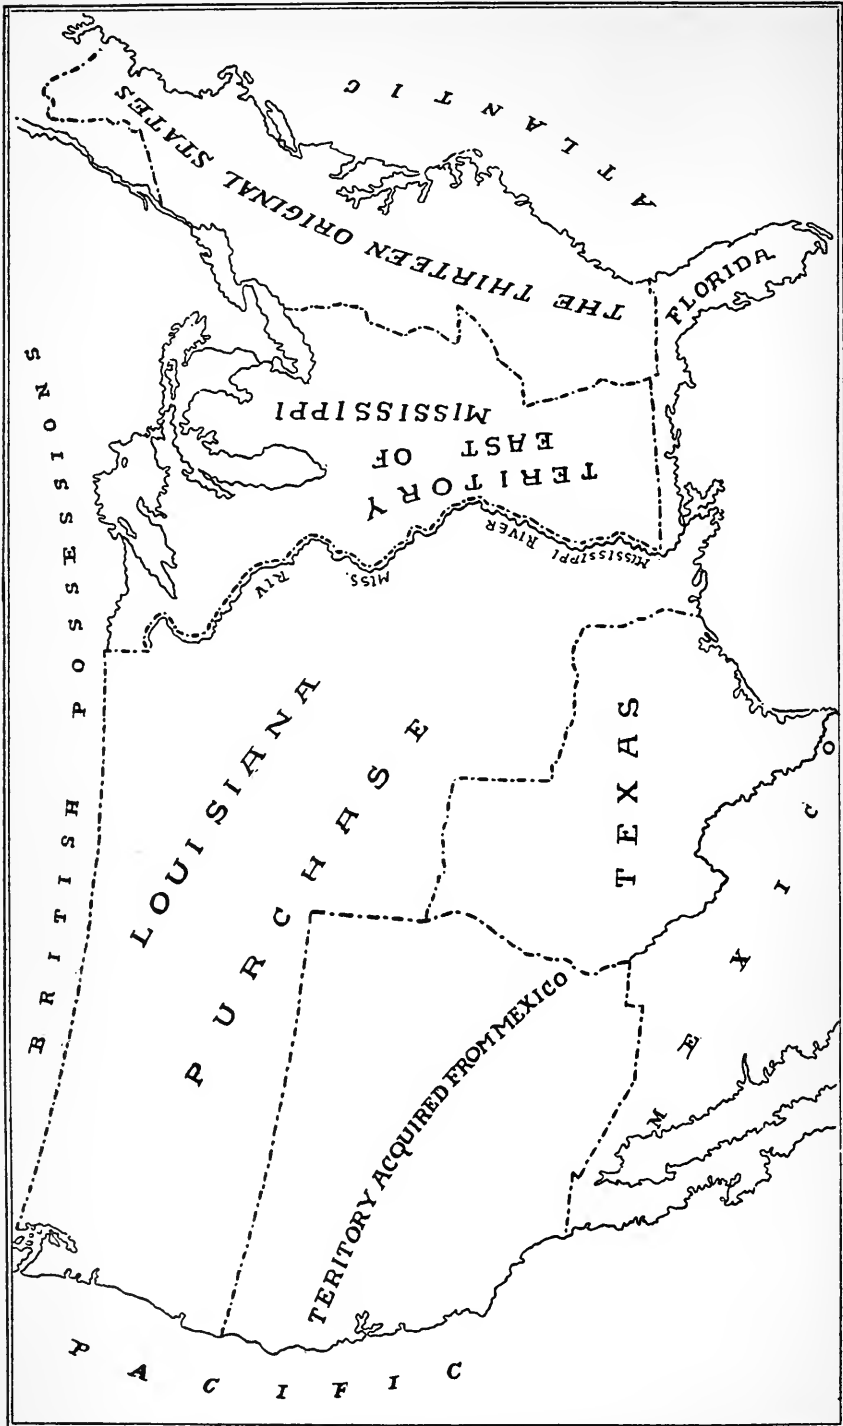 BRITISH POSSESSIONS
ATLANTIC
THE THIRTEEN ORIGINAL STATES
FLORIDA
TERITORY
EAST OF
MISSISSIPPI
MISS. RIV
MISSISSIPPI RIVER
LOUISIANA
PURCHASE
TEXAS
TERITORY ACQUIRED FROM MEXICO
MEXICO
PACIFIC